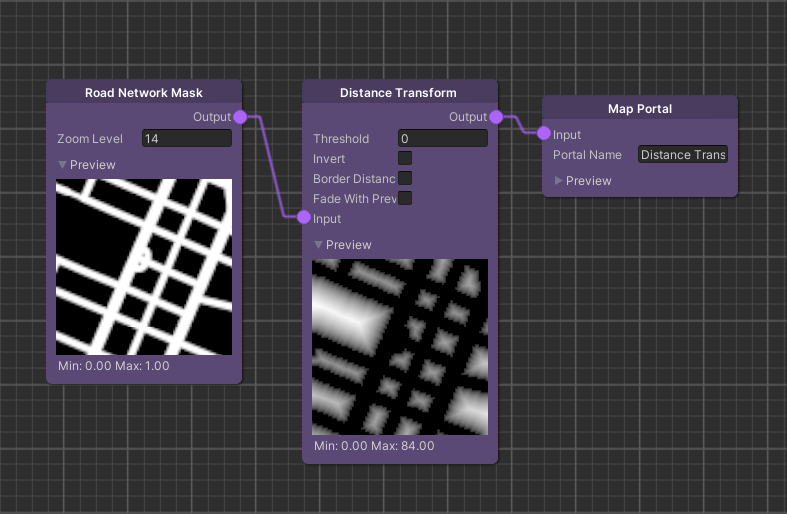 Road Network Mask
Output
Zoom Level 14
Preview
Min: 0.00 Max: 1.00
Distance Transform
Output
Threshold 0
Invert
Border Distanc
Fade With Prev
Input
Preview
Min: 0.00 Max: 84.00
Map Portal
Input
Portal Name Distance Trans
Preview